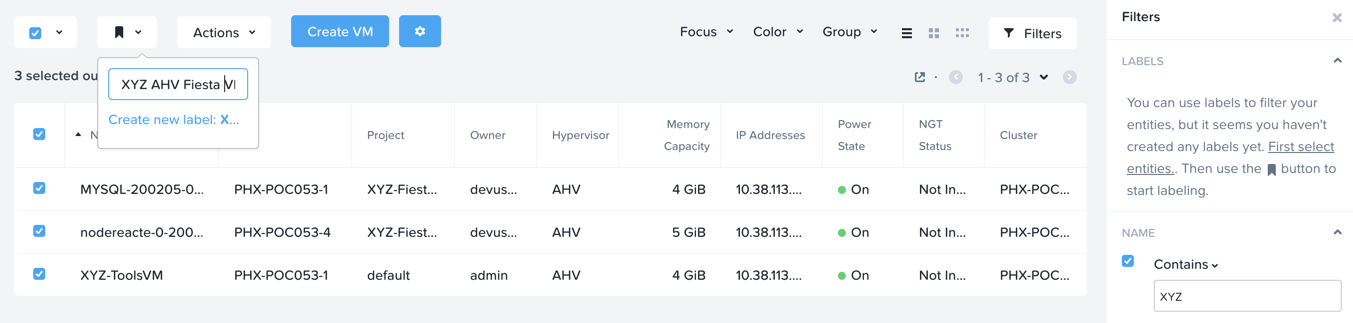 Actions
Create VM
Focus
Color
Group
Filters
3 selected ou
1 - 3 of 3
XYZ AHV Fiesta
Create new label: X...
Project
Owner
Hypervisor
Memory
Capacity
IP Addresses
Power
State
NGT
Status
Cluster
MYSQL-200205-0... PHX-POC053-1 XYZ-Fiest... devus... AHV 4 GiB 10.38.113.... On Not In... PHX-POC...
nodereacte-0-200... PHX-POC053-4 XYZ-Fiest... devus... AHV 5 GiB 10.38.113.... On Not In... PHX-POC...
XYZ-ToolsVM PHX-POC053-1 default admin AHV 4 GiB 10.38.113.... On Not In... PHX-POC...
Filters
LABELS
You can use labels to filter your
entities, but it seems you haven't
created any labels yet. First select
entities.. Then use the button to
start labeling.
NAME
Contains
XYZ